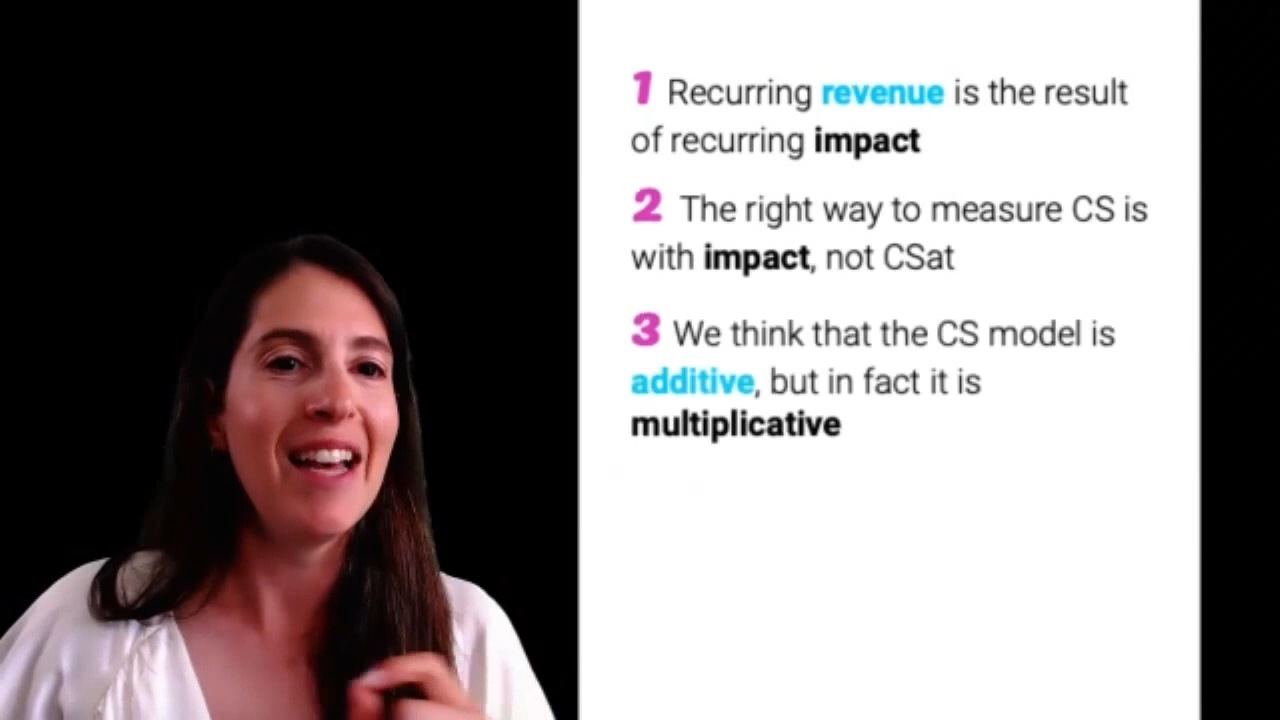 1 Recurring revenue is the result
of recurring impact
2 The right way to measure CS is
with impact, not CSat
3 We think that the CS model is
additive, but in fact it is
multiplicative